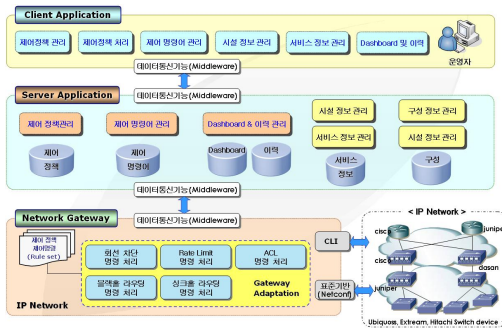 Client Application
제어정책 관리
제어정책 처리
제어 명령어 관리
시설 정보 관리
서비스 정보 관리
Dashboard 및 이력
운영자
데이터통신기능(Middleware)
데이터통신기능(Middleware)
Server Application
제어 정책관리
제어 명령어 관리
Dashboard & 이력 관리
시설 정보 관리
구성 정보 관리
서비스 정보 관리
시설 정보 관리
제어
정책
제어
명령어
Dashboard
이력
서비스
정보
구성
데이터통신기능(Middleware)
데이터통신기능(Middleware)
Network Gateway
제어 정책
제어명령
(Rule set)
회선 차단
명령 처리
Rate Limit
명령 처리
ACL
명령 처리
블랙홀 라우팅
명령 처리
싱크홀 라우팅
명령 처리
Gateway
Adaptation
IP Network
CLI
표준기반
(Netconf)
< IP Network >
cisco
juniper
cisco
dasan
juniper
Ubiquoss, Extream, Hitachi Switch device